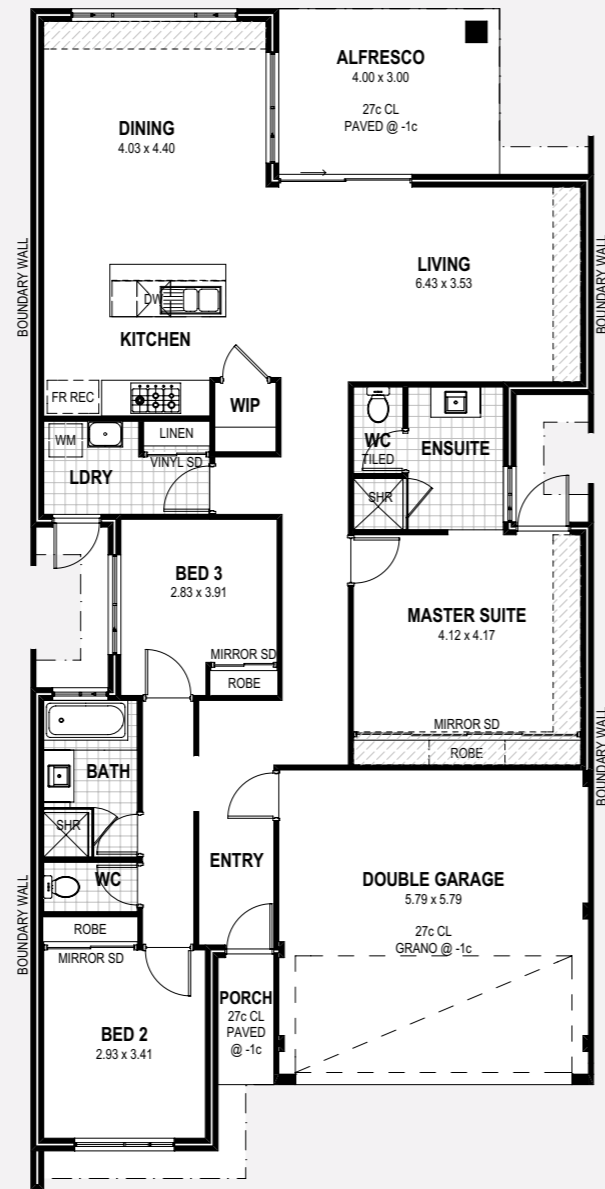 ALFRESCO
4.00 x 3.00
27c CL
PAVED @ -1c
DINING
4.03 x 4.40
BOUNDARY WALL
LIVING
6.43 x 3.53
BOUNDARY WALL
DW
KITCHEN
FR REC
WIP
WM
LINEN
VINYL SD
LDRY
WC
TILED
ENSUITE
SHR
BED 3
2.83 x 3.91
MIRROR SD
ROBE
MASTER SUITE
4.12 x 4.17
MIRROR SD
ROBE
BOUNDARY WALL
BATH
SHR
WC
ENTRY
DOUBLE GARAGE
5.79 x 5.79
27c CL
GRANO @ -1c
BOUNDARY WALL
ROBE
MIRROR SD
PORCH
27c CL
PAVED
@ -1c
BED 2
2.93 x 3.41